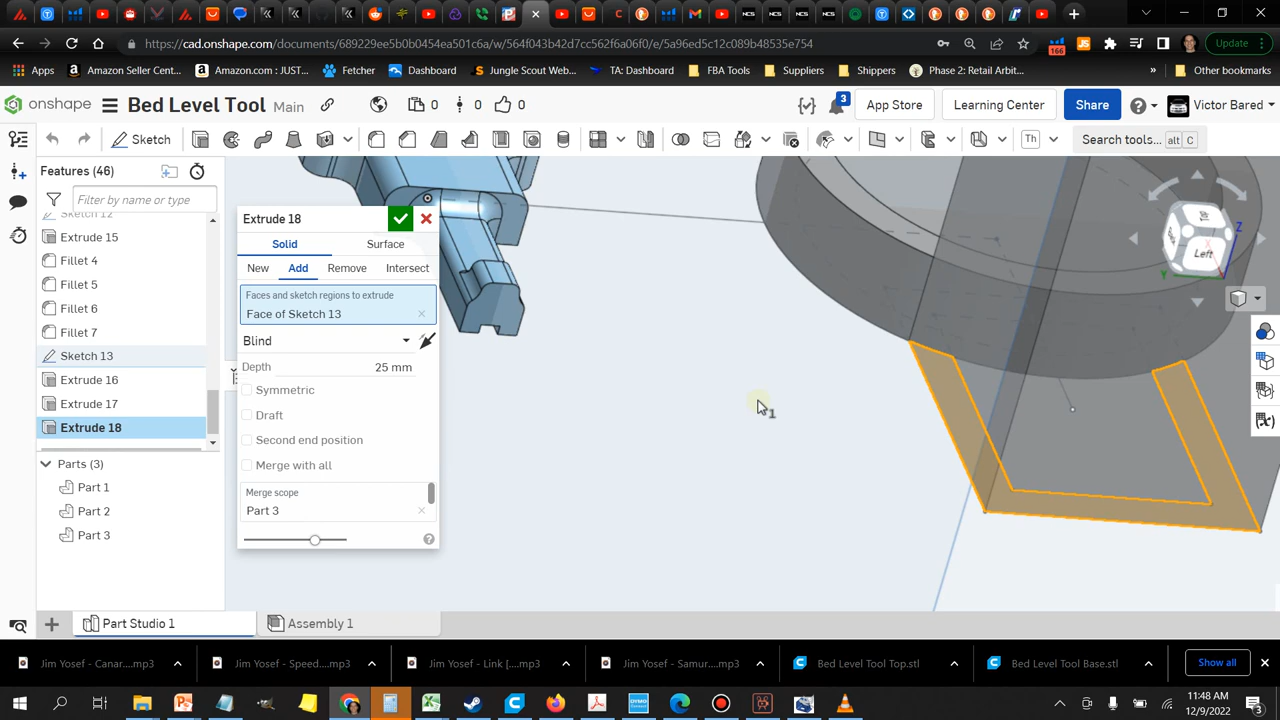 https://cad.onshape.com/documents/689229ee5b0b0454ea501c6a/w/564f043b42d7cc562f6a06f0/e/5a96ed5c12c089b48535e754
166
Update
Apps
Amazon Seller Cent...
Amazon.com : JUST...
Fetcher
Dashboard
Jungle Scout Web...
TA: Dashboard
FBA Tools
Suppliers
Shippers
Phase 2: Retail Arbit...
»
Other bookmarks
onshape
Bed Level Tool Main
0
0
0
3
App Store
Learning Center
Share
Victor Bared
Sketch
Search tools... alt C
Features (46)
Filter by name or type
Sketch 12
Extrude 15
Fillet 4
Fillet 5
Fillet 6
Fillet 7
Sketch 13
Extrude 16
Extrude 17
Extrude 18
Parts (3)
Part 1
Part 2
Part 3
Extrude 18
Solid Surface
New Add Remove Intersect
Faces and sketch regions to extrude
Face of Sketch 13
Blind
Depth 25 mm
Symmetric
Draft
Second end position
Merge with all
Merge scope
Part 3
Z
Left
Y
Part Studio 1
Assembly 1
Jim Yosef - Canar....mp3
Jim Yosef - Speed....mp3
Jim Yosef - Link [....mp3
Jim Yosef - Samur....mp3
Bed Level Tool Top.stl
Bed Level Tool Base.stl
Show all
11:48 AM
12/9/2022
3